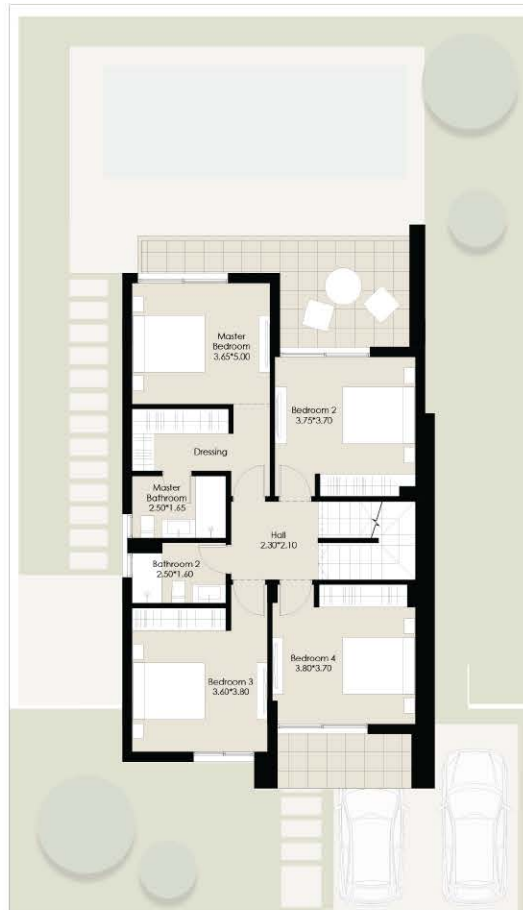 Master
Bedroom
3.65*5.00
Bedroom 2
3.75*3.70
Dressing
Master
Bathroom
2.50*1.65
Hall
2.30*2.10
Bathroom 2
2.50*1.60
Bedroom 3
3.60*3.80
Bedroom 4
3.80*3.70